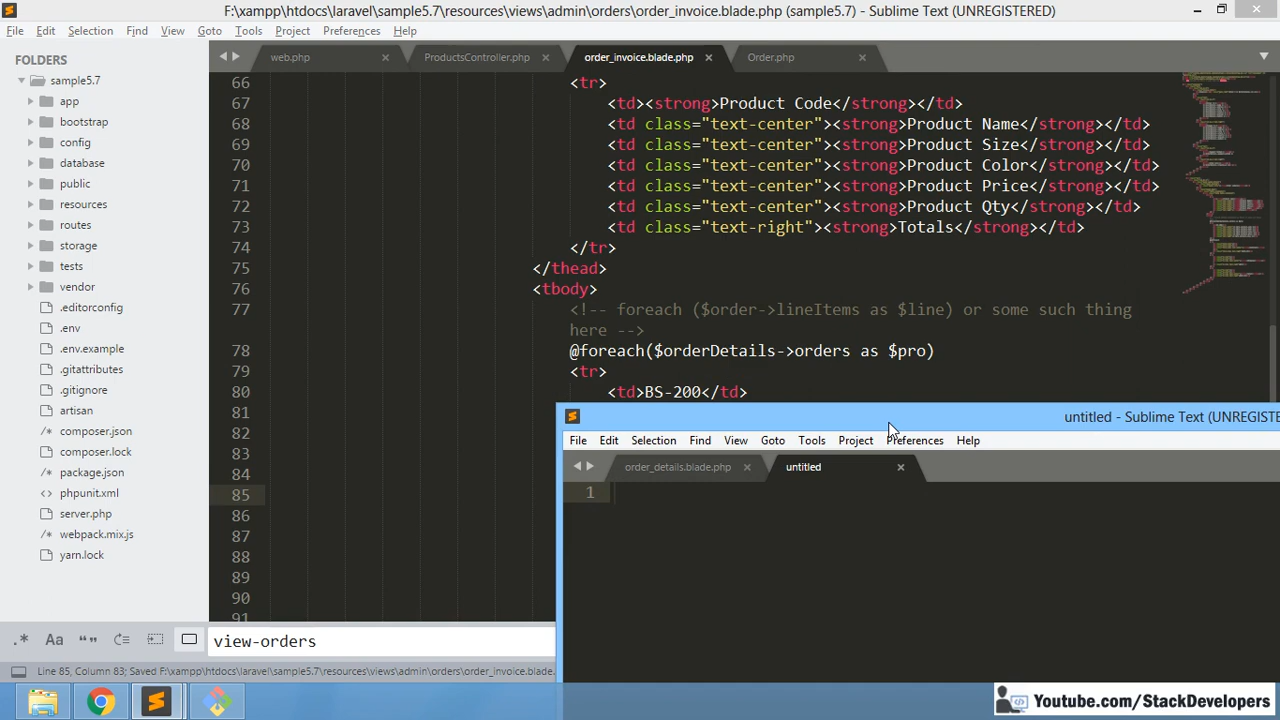 F:\xampp\htdocs\laravel\sample5.7\resources\views\admin\orders\order_invoice.blade.php (sample5.7) - Sublime Text (UNREGISTERED)
File Edit Selection Find View Goto Tools Project Preferences Help
FOLDERS
sample5.7
app
bootstrap
config
database
public
resources
routes
storage
tests
vendor
.editorconfig
.env
.env.example
.gitattributes
.gitignore
artisan
composer.json
composer.lock
package.json
phpunit.xml
server.php
webpack.mix.js
yarn.lock
web.php ProductsController.php order_invoice.blade.php Order.php
66 <tr>
67 <td><strong>Product Code</strong></td>
68 <td class="text-center"><strong>Product Name</strong></td>
69 <td class="text-center"><strong>Product Size</strong></td>
70 <td class="text-center"><strong>Product Color</strong></td>
71 <td class="text-center"><strong>Product Price</strong></td>
72 <td class="text-center"><strong>Product Qty</strong></td>
73 <td class="text-right"><strong>Totals</strong></td>
74 </tr>
75 </thead>
76 <tbody>
77 <!-- foreach ($order->lineItems as $line) or some such thing
here -->
78 @foreach($orderDetails->orders as $pro)
79 <tr>
80 <td>BS-200</td>
81
82
83
84
85
86
87
88
89
90
91
untitled - Sublime Text (UNREGISTE
File Edit Selection Find View Goto Tools Project Preferences Help
order_details.blade.php untitled
1
.* Aa “”
view-orders
Line 85, Column 83; Saved F:\xampp\htdocs\laravel\sample5.7\resources\views\admin\orders\order_invoice.blade.
Youtube.com/StackDevelopers